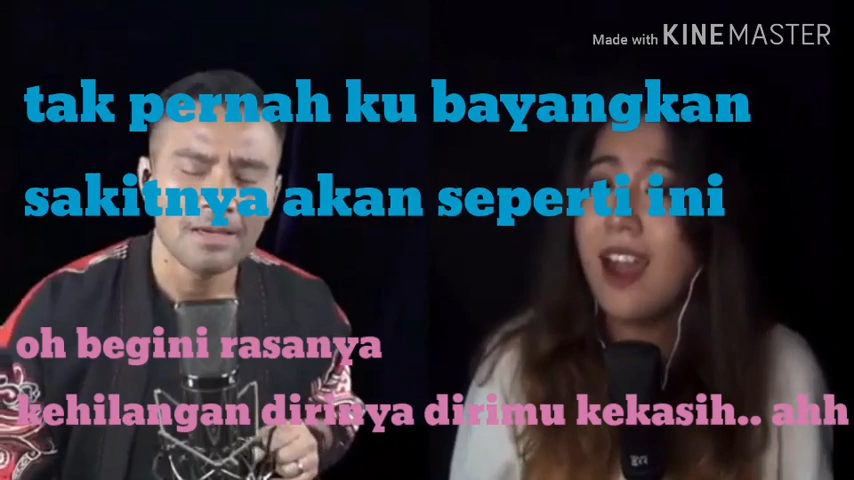 Made with KINEMASTER
tak pernah ku bayangkan
sakitnya akan seperti ini
oh begini rasanya
kehilangan dirinya dirimu kekasih.. ahh